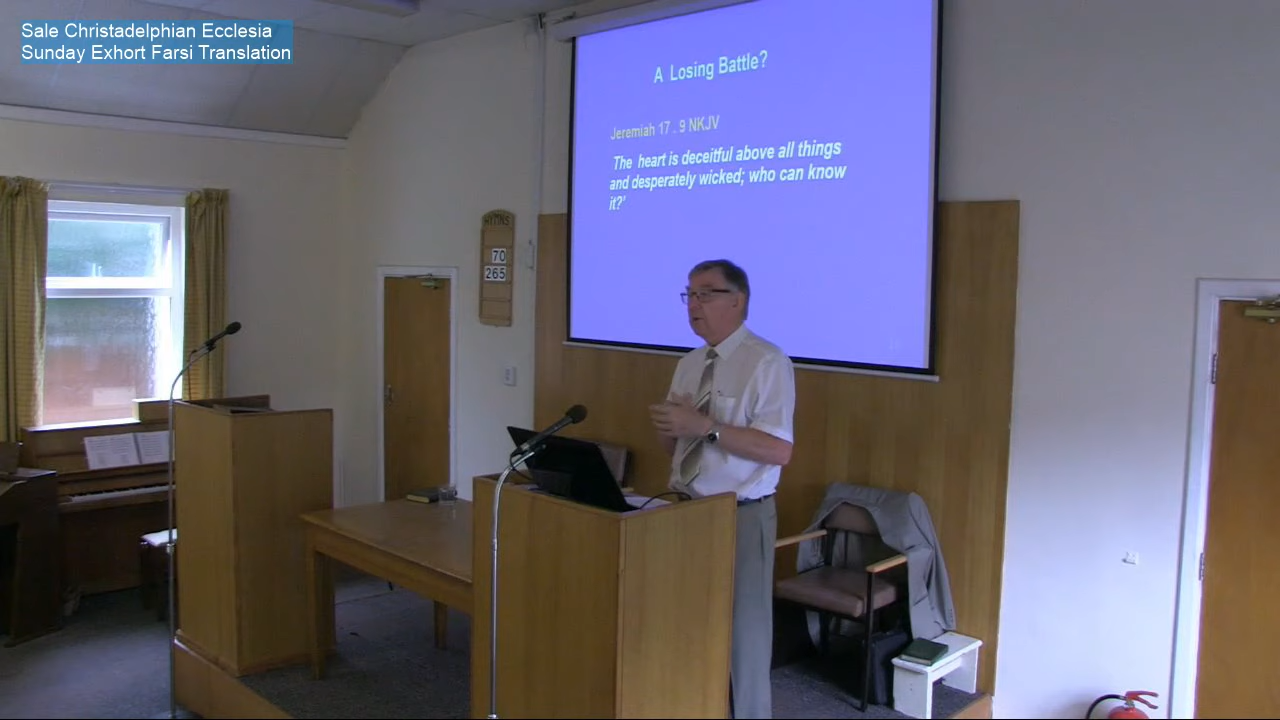 Sale Christadelphian Ecclesia
Sunday Exhort Farsi Translation
A Losing Battle?
Jeremiah 17 . 9 NKJV
The heart is deceitful above all things
and desperately wicked; who can know
it?'
HYMNS
70
265